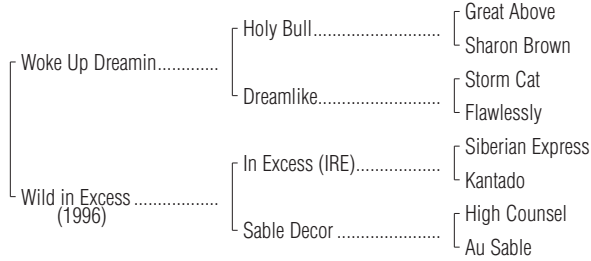 Great Above
Holy Bull..........................
Sharon Brown
Woke Up Dreamin.............
Storm Cat
Dreamlike.........................
Flawlessly
Siberian Express
In Excess (IRE).................
Kantado
Wild in Excess .................
(1996)
High Counsel
Sable Decor .....................
Au Sable